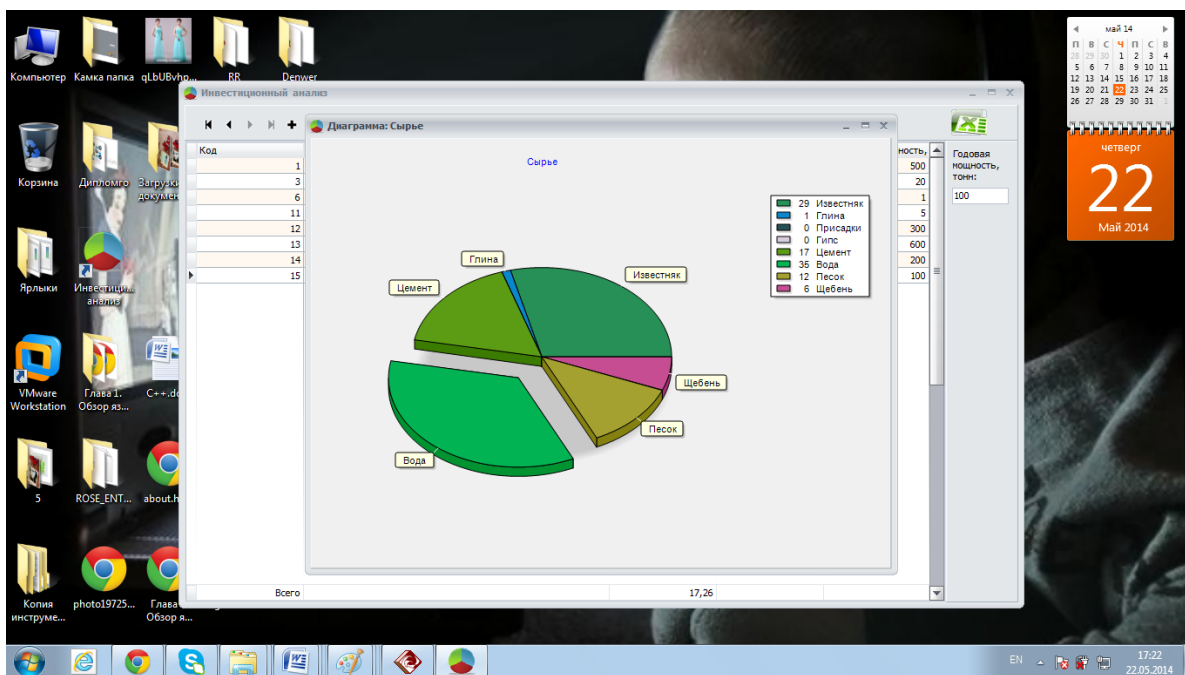 Компьютер
Камка папка
qLbUBvhp...
RR
Denwer
Корзина
Дипломго
Ярлыки
Инвестици...
анализ
VMware
Workstation
Глава 1.
Обзор яз...
5
ROSE_ENT...
Копия
инструме...
photo19725...
Обзор я...
Инвестиционный анализ
Код
1
3
6
11
12
13
14
15
Всего
17,26
Диаграмма: Сырье
Сырье
29 Известняк
1 Глина
0 Присадки
0 Гипс
17 Цемент
35 Вода
12 Песок
6 Щебень
Глина
Известняк
Цемент
Щебень
Песок
Вода
ность,
500
20
1
5
300
600
200
100
Годовая
мощность,
тонн:
100
май 14
П В С Ч П С В
28 29 30 1 2 3 4
5 6 7 8 9 10 11
12 13 14 15 16 17 18
19 20 21 22 23 24 25
26 27 28 29 30 31 1
четверг
22
Май 2014
EN
17:22
22.05.2014